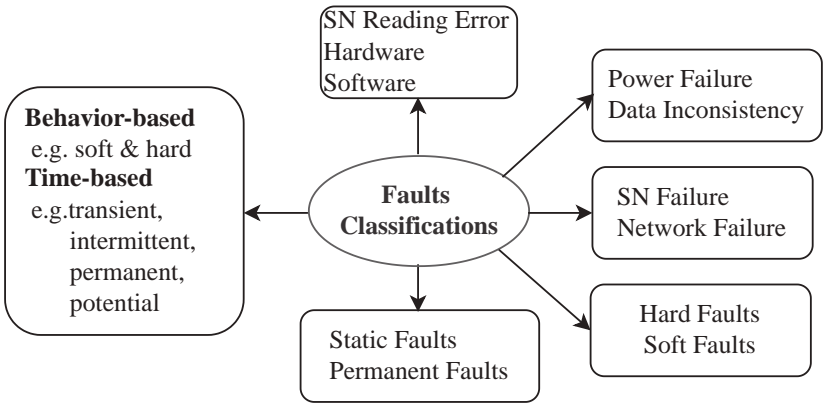 SN Reading Error
Hardware
Software
Power Failure
Data Inconsistency
Behavior-based
e.g. soft & hard
Time-based
e.g.transient,
intermittent,
permanent,
potential
Faults
Classifications
SN Failure
Network Failure
Static Faults
Permanent Faults
Hard Faults
Soft Faults